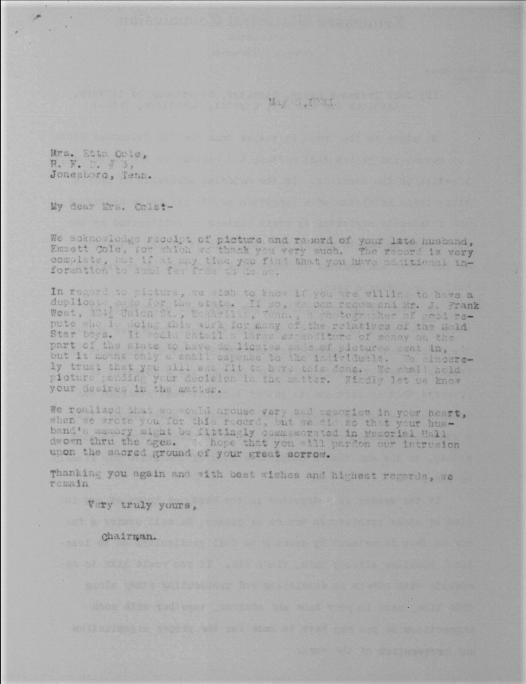 May 3, 1921
Mrs. Etta Cole,
R. F. D. # 3,
Jonesboro, Tenn.
My dear Mrs. Cole:-
We acknowledge receipt of picture and record of your late husband,
Emmett Cole, for which we thank you very much. The record is very
complete, but if at any time you find that you have additional in-
formation to send feel free to do so.
In regard to picture, we wish to know if you are willing to have a
duplicate made for the state. If so, we can recommend Mr. J. Frank
West, Union St., Nashville, Tenn., a photographer of good re-
pute who is doing this work for many of the relatives of the Gold
Star boys. It would entail a large expenditure of money on the
part of the state to have duplicates made of pictures sent in,
but it means only a small expense to the individuals. We sincere-
ly trust that you will see fit to have this done. We shall hold
picture pending your decision in the matter. Kindly let us know
your desires in the matter.
We realized that we would arouse very sad memories in your heart,
when we wrote you for this record, but we did so that your hus-
band's memory might be fittingly commemorated in Memorial Hall
dwown thru the ages. We hope that you will pardon our intrusion
upon the sacred ground of your great sorrow.
Thanking you again and with best wishes and highest regards, we
remain
Very truly yours,
Chairman.